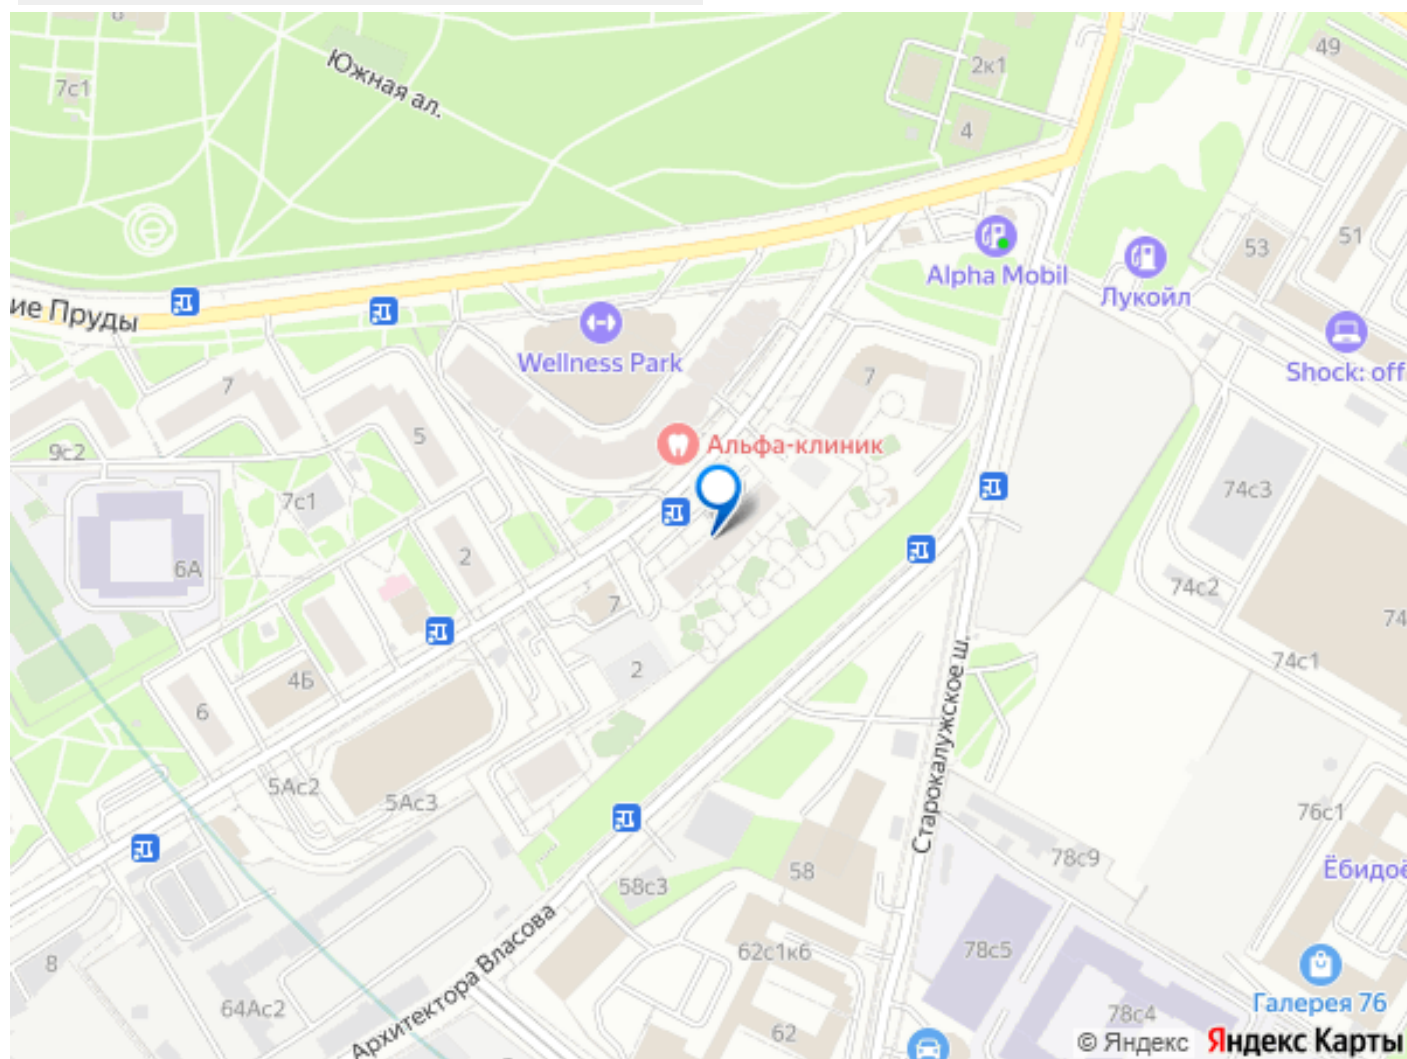 8
7с1
Южная ал.
2к1
4
49
53
51
Alpha Mobil
Лукойл
ие Пруды
Wellness Park
Shock: off
7
7
5
9с2
Альфа-клиник
7с1
74с3
6А
2
7
74с2
74
2
74с1
4Б
6
5Ас2
5Ас3
Старокалужское ш.
76с1
78с9
58
58с3
Ёбидоё
Архитектора Власова
8
62с1к6
78с5
64Ас2
62
78с4
Галерея 76
© Яндекс Яндекс Карты